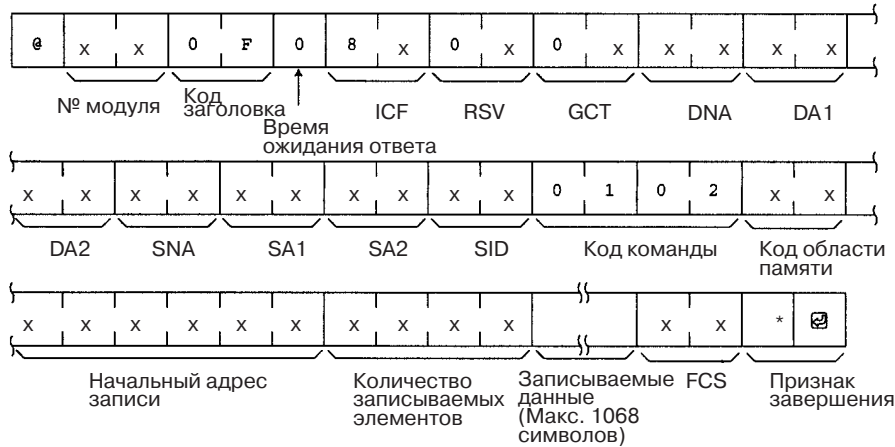 @ x x 0 F 0 8 x 0 x 0 x x x x x
№ модуля
Код заголовка
Время ожидания ответа
ICF RSV GCT DNA DA1
x x x x x x x x x x 0 1 0 2 x x
DA2 SNA SA1 SA2 SID Код команды Код области
памяти
x x x x x x x x x x x x * ↵
Начальный адрес
записи
Количество
записываемых
элементов
Записываемые
данные
(Макс. 1068
символов)
FCS
Признак
завершения